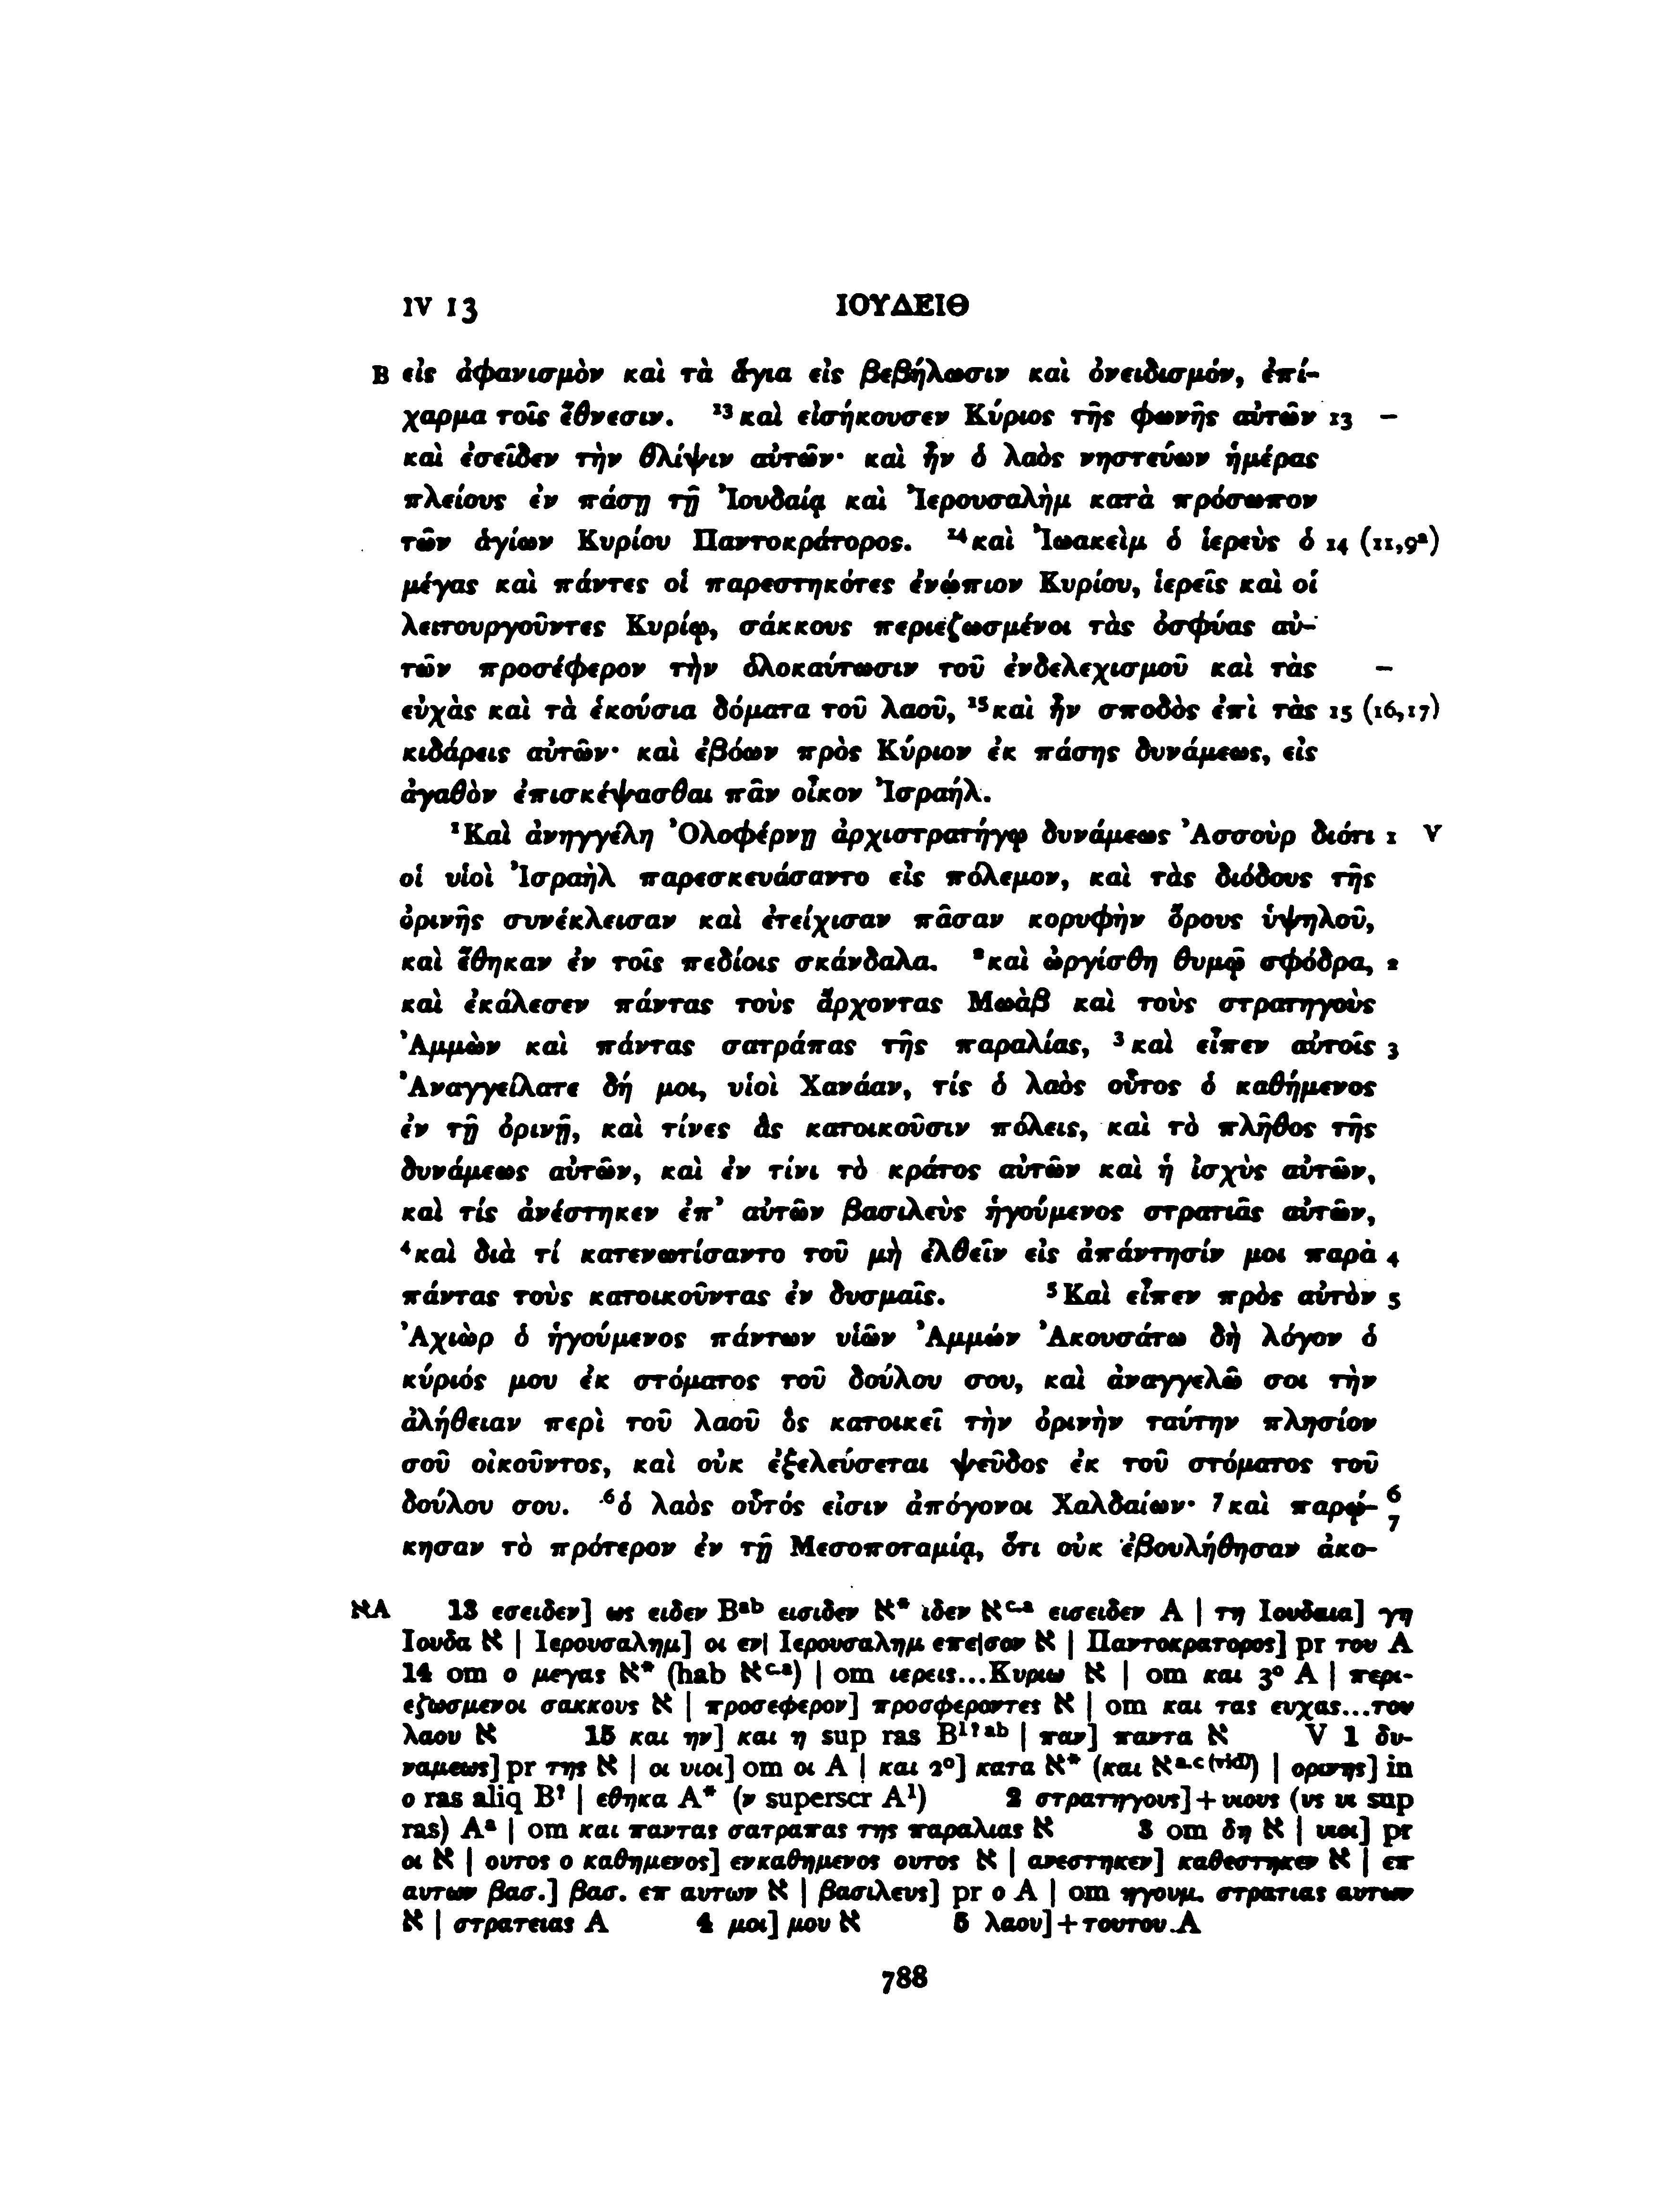 IV 13 ΙΟΥΔΕΙΘ
B εἰς ἀφανισμὸν καὶ τὰ ἅγια εἰς βεβήλωσιν καὶ ὀνειδισμόν, ἐπί-
χαρμα τοῖς ἔθνεσιν. ¹³καὶ εἰσήκουσεν Κύριος τῆς φωνῆς αὐτῶν 13 –
καὶ ἐσεῖδεν τὴν θλίψιν αὐτῶν· καὶ ἦν ὁ λαὸς νηστεύων ἡμέρας
πλείους ἐν πάσῃ τῇ Ἰουδαίᾳ καὶ Ἰερουσαλὴμ κατὰ πρόσωπον
τῶν ἁγίων Κυρίου Παντοκράτορος. ¹⁴καὶ Ἰωακεὶμ ὁ ἱερεὺς ὁ 14 (11,9ᵃ)
μέγας καὶ πάντες οἱ παρεστηκότες ἐνώπιον Κυρίου, ἱερεῖς καὶ οἱ
λειτουργοῦντες Κυρίῳ, σάκκους περιεζωσμένοι τὰς ὀσφύας αὐ-
τῶν προσέφερον τὴν ὁλοκαύτωσιν τοῦ ἐνδελεχισμοῦ καὶ τὰς –
εὐχὰς καὶ τὰ ἑκούσια δόματα τοῦ λαοῦ, ¹⁵καὶ ἦν σποδὸς ἐπὶ τὰς 15 (16,17)
κιδάρεις αὐτῶν· καὶ ἐβόων πρὸς Κύριον ἐκ πάσης δυνάμεως, εἰς
ἀγαθὸν ἐπισκέψασθαι πᾶν οἶκον Ἰσραήλ.
¹Καὶ ἀνηγγέλη Ὀλοφέρνῃ ἀρχιστρατήγῳ δυνάμεως Ἀσσοὺρ διότι 1 V
οἱ υἱοὶ Ἰσραὴλ παρεσκευάσαντο εἰς πόλεμον, καὶ τὰς διόδους τῆς
ὀρινῆς συνέκλεισαν καὶ ἐτείχισαν πᾶσαν κορυφὴν ὄρους ὑψηλοῦ,
καὶ ἔθηκαν ἐν τοῖς πεδίοις σκάνδαλα. ²καὶ ὠργίσθη θυμῷ σφόδρα, 2
καὶ ἐκάλεσεν πάντας τοὺς ἄρχοντας Μωὰβ καὶ τοὺς στρατηγοὺς
Ἀμμὼν καὶ πάντας σατράπας τῆς παραλίας, ³καὶ εἶπεν αὐτοῖς 3
Ἀναγγείλατε δή μοι, υἱοὶ Χανάαν, τίς ὁ λαὸς οὗτος ὁ καθήμενος
ἐν τῇ ὀρινῇ, καὶ τίνες ἃς κατοικοῦσιν πόλεις, καὶ τὸ πλῆθος τῆς
δυνάμεως αὐτῶν, καὶ ἐν τίνι τὸ κράτος αὐτῶν καὶ ἡ ἰσχὺς αὐτῶν,
καὶ τίς ἀνέστηκεν ἐπ’ αὐτῶν βασιλεὺς ἡγούμενος στρατιᾶς αὐτῶν,
⁴καὶ διὰ τί κατενωτίσαντο τοῦ μὴ ἐλθεῖν εἰς ἀπάντησίν μοι παρὰ 4
πάντας τοὺς κατοικοῦντας ἐν δυσμαῖς. ⁵Καὶ εἶπεν πρὸς αὐτὸν 5
Ἀχιὼρ ὁ ἡγούμενος πάντων υἱῶν Ἀμμών Ἀκουσάτω δὴ λόγον ὁ
κύριός μου ἐκ στόματος τοῦ δούλου σου, καὶ ἀναγγελῶ σοι τὴν
ἀλήθειαν περὶ τοῦ λαοῦ ὃς κατοικεῖ τὴν ὀρινὴν ταύτην πλησίον
σοῦ οἰκοῦντος, καὶ οὐκ ἐξελεύσεται ψεῦδος ἐκ τοῦ στόματος τοῦ
δούλου σου. ⁶ὁ λαὸς οὗτός εἰσιν ἀπόγονοι Χαλδαίων· ⁷καὶ παρῴ- 6 7
κησαν τὸ πρότερον ἐν τῇ Μεσοποταμίᾳ, ὅτι οὐκ ἐβουλήθησαν ἀκο-
אA 13 εσειδεν] ως ειδεν Bᵃᵇ εισιδεν א* ιδεν אᶜ·ᵃ εισειδεν A | τη Ιουδαια] γη
Ιουδα א | Ιερουσαλημ] οι εν| Ιερουσαλημ επε|σον א | Παντοκρατορος] pr του A
14 om ο μεγας א* (hab אᶜ·ᵃ) | om ιερεις...Κυριω א | om και 3° A | περι-
εζωσμενοι σακκους א | προσεφερον] προσφεροντες א | om και τας ευχας...του
λαου א 15 και ην] και η sup ras B¹ˀᵃᵇ | παν] παντα א V 1 δυ-
ναμεως] pr της א | οι υιοι] om οι A | και 2°] κατα א* (και אᵃ·ᶜ⁽ᵛⁱᵈ⁾) | ορινης] in
ο ras aliq Bˀ | εθηκα A* (ν superscr A¹) 2 στρατηγους]+υιους (υς υι sup
ras) Aᵃ | om και παντας σατραπας της παραλιας א 3 om δη א | υιοι] pr
οι א | ουτος ο καθημενος] ενκαθημενος ουτος א | ανεστηκεν] καθεστηκεν א | επ
αυτων βασ.] βασ. επ αυτων א | βασιλευς] pr ο A | om ηγουμ. στρατιας αυτων
א | στρατειας A 4 μοι] μου א 5 λαου]+τουτου A
788